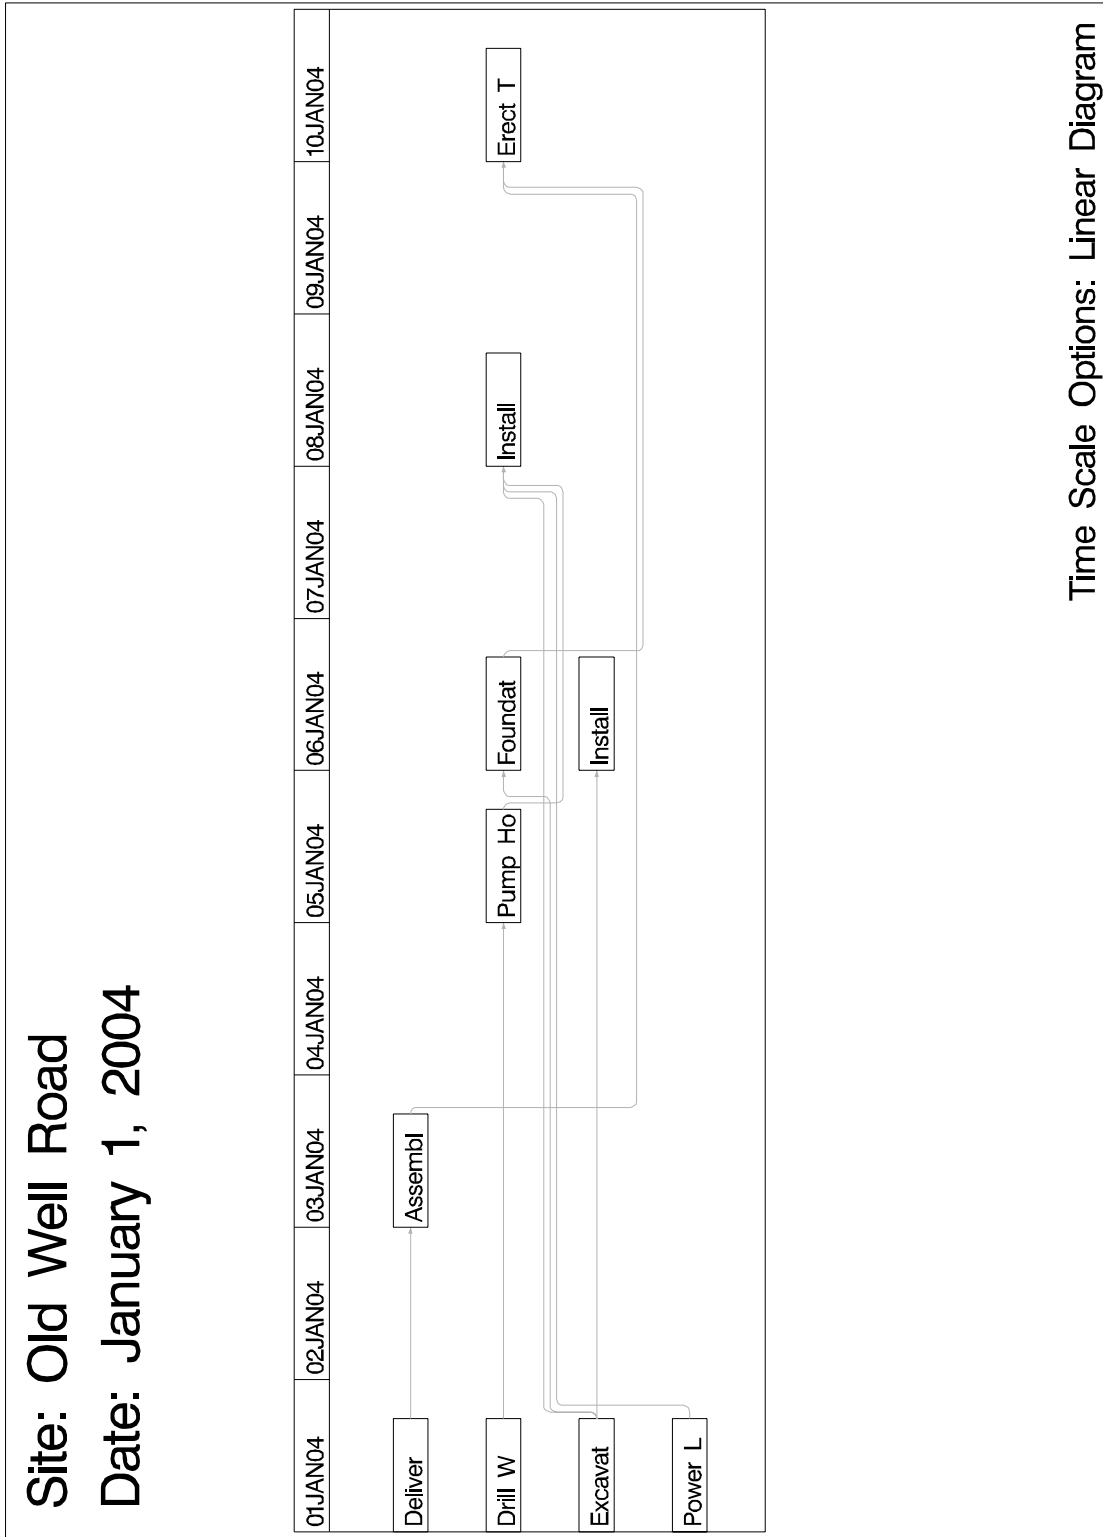 Site: Old Well Road
Date: January 1, 2004
01JAN04 02JAN04 03JAN04 04JAN04 05JAN04 06JAN04 07JAN04 08JAN04 09JAN04 10JAN04
Deliver Assembl
Drill W Pump Ho Foundat Install Erect T
Excavat Install
Power L
Time Scale Options: Linear Diagram